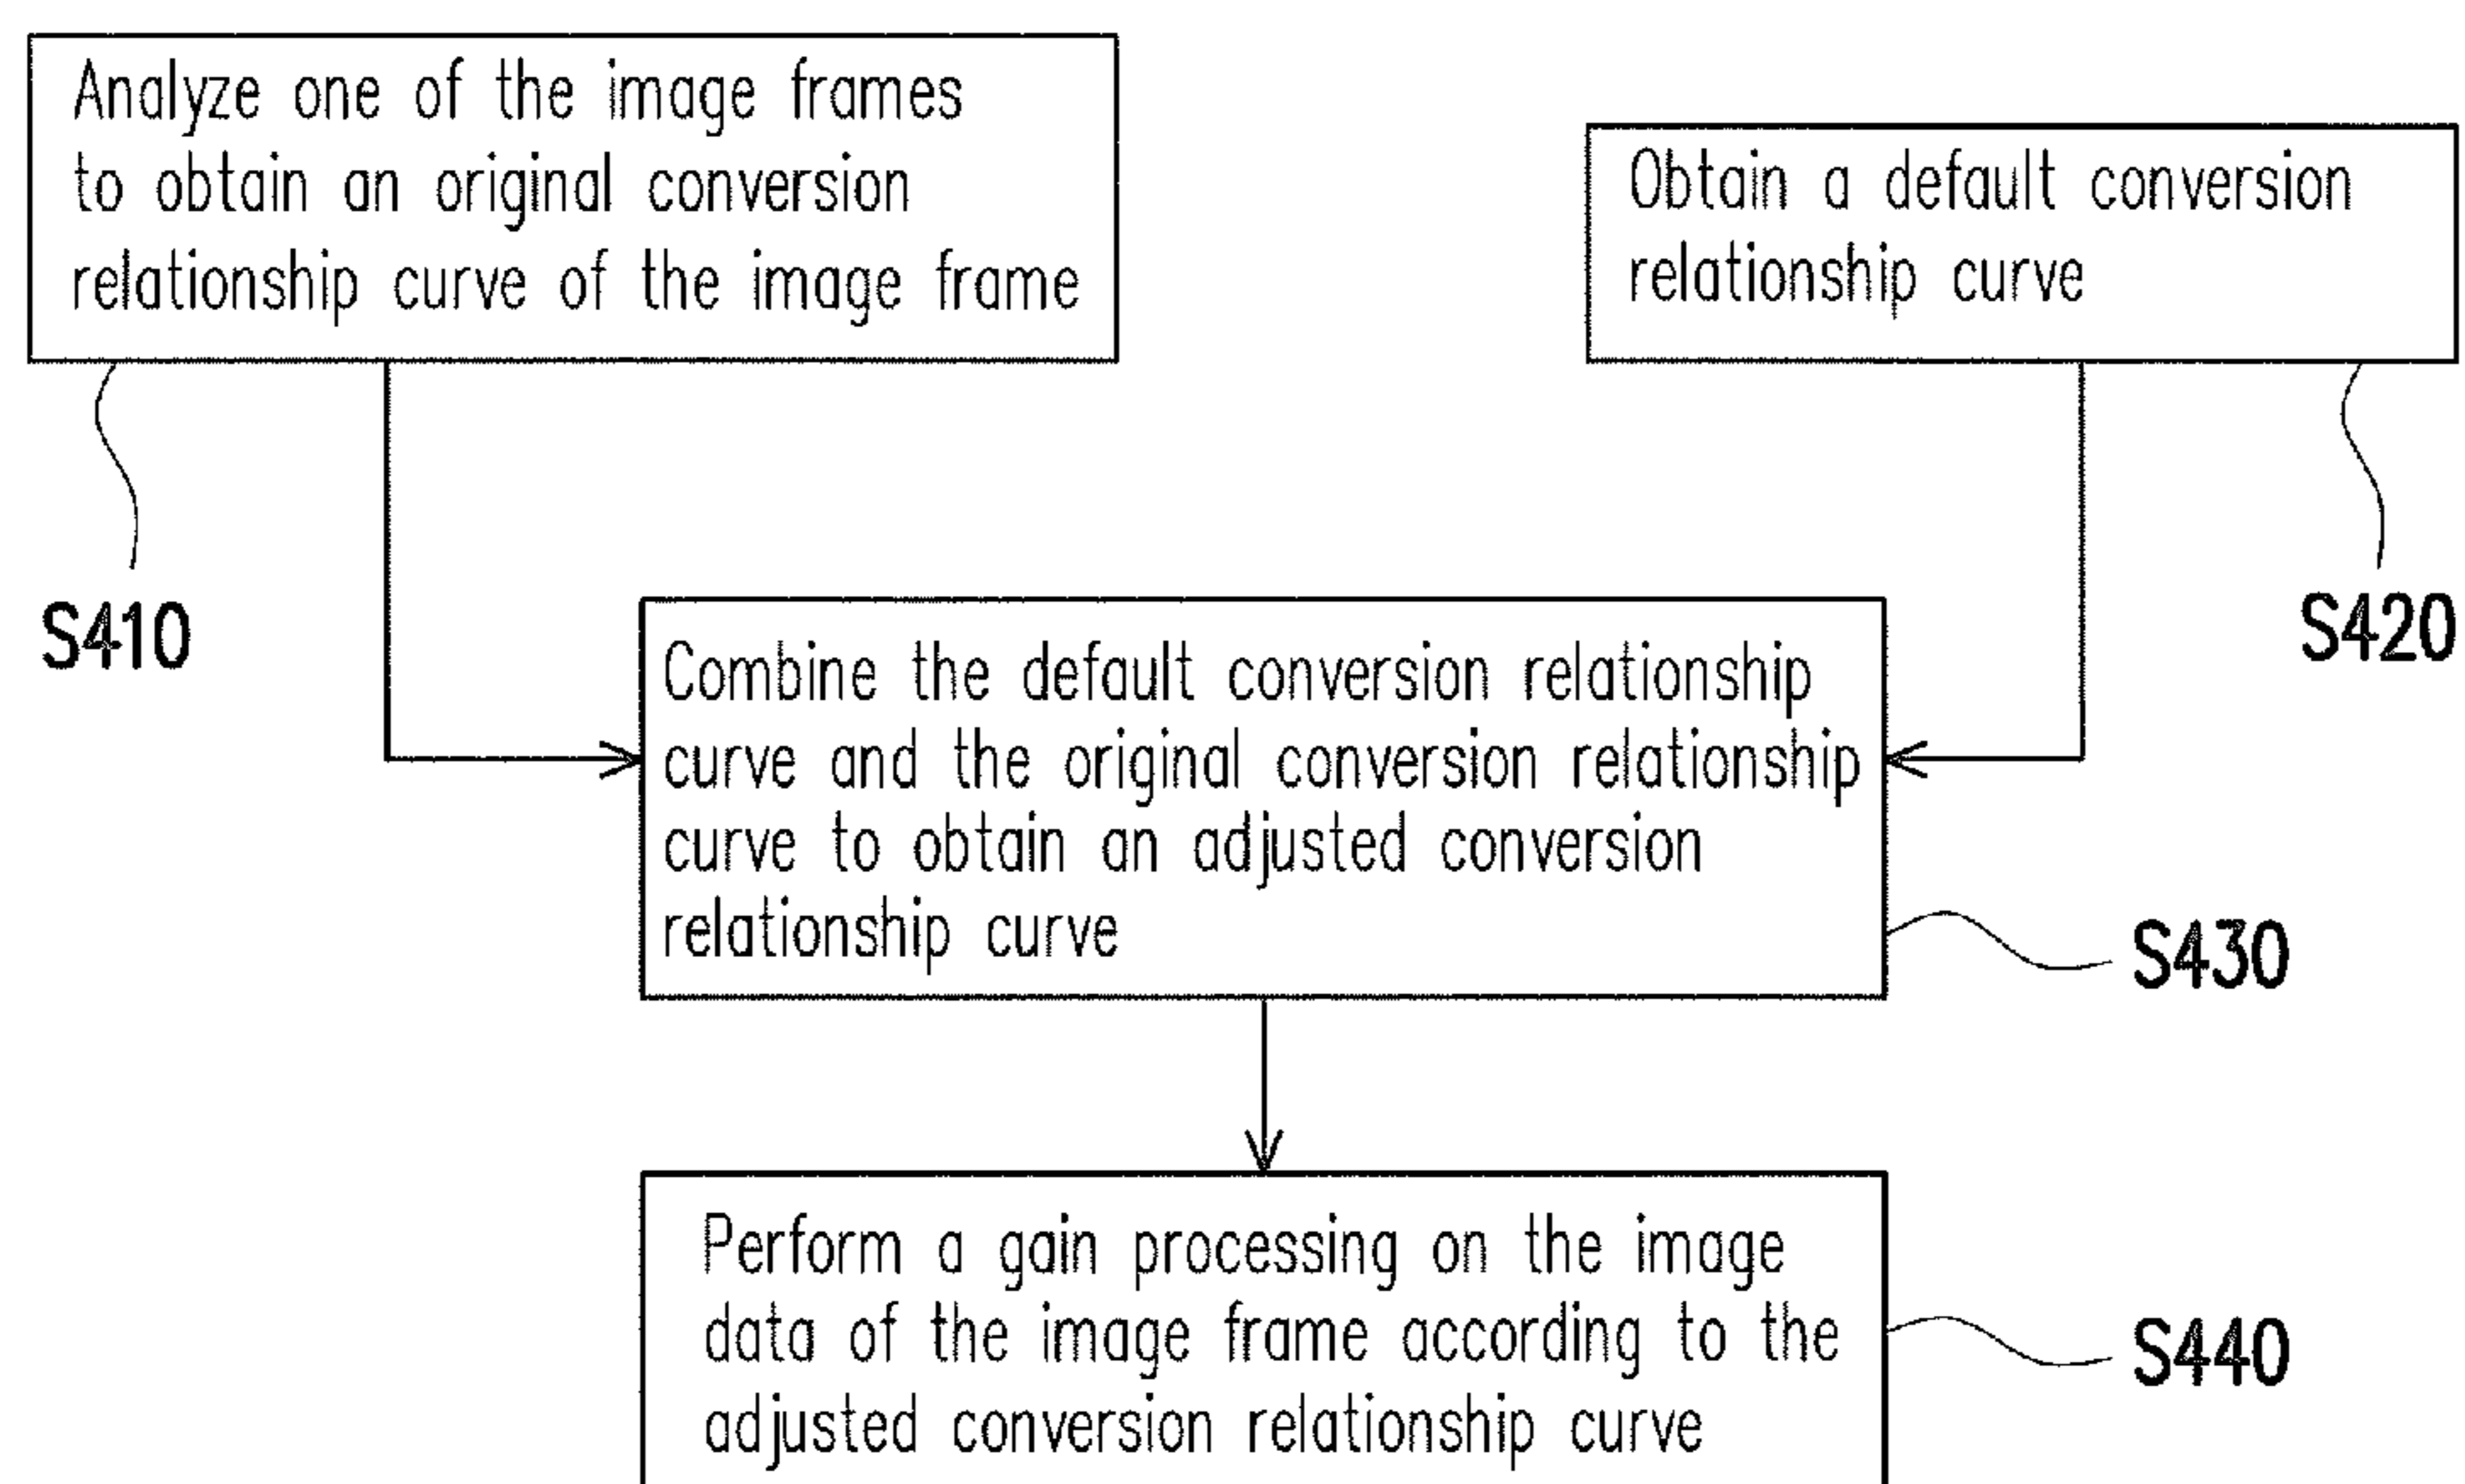 Analyze one of the image frames
to obtain an original conversion
relationship curve of the image frame
Obtain a default conversion
relationship curve
S410
S420
Combine the default conversion relationship
curve and the original conversion relationship
curve to obtain an adjusted conversion
relationship curve
S430
Perform a gain processing on the image
data of the image frame according to the
adjusted conversion relationship curve
S440